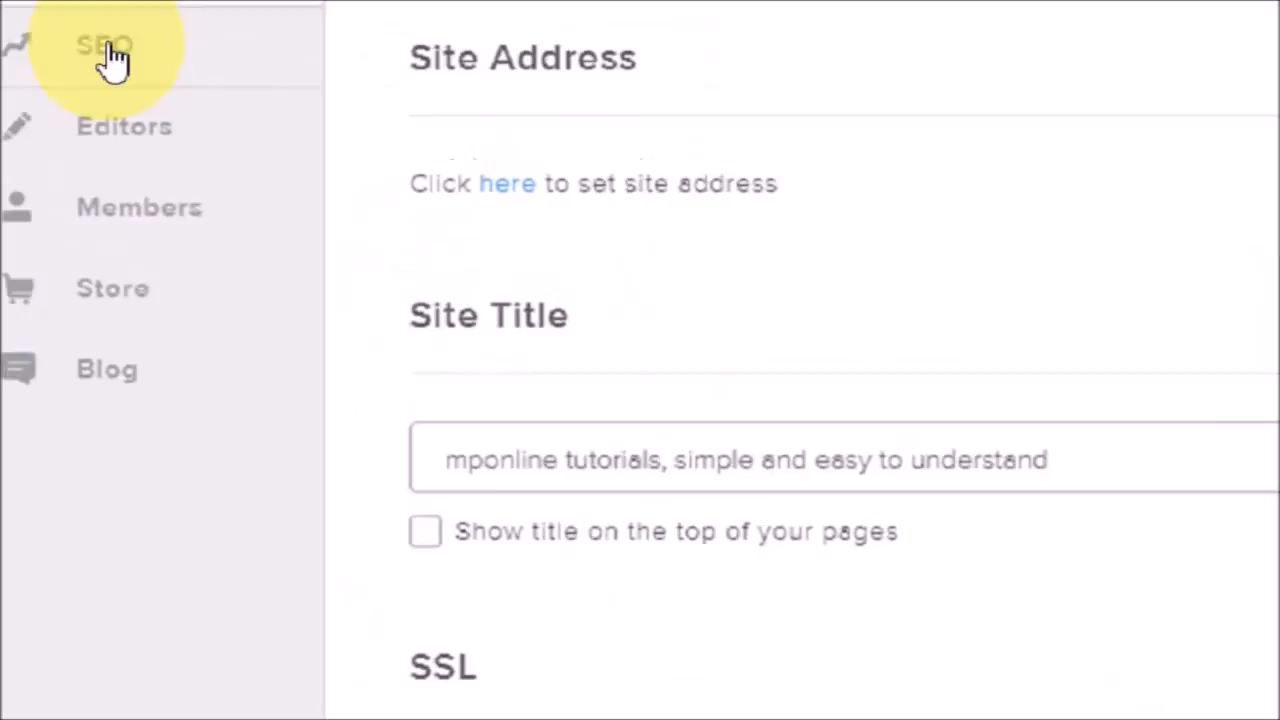 SEO
Editors
Members
Store
Blog
Site Address
Click here to set site address
Site Title
mponline tutorials, simple and easy to understand
Show title on the top of your pages
SSL